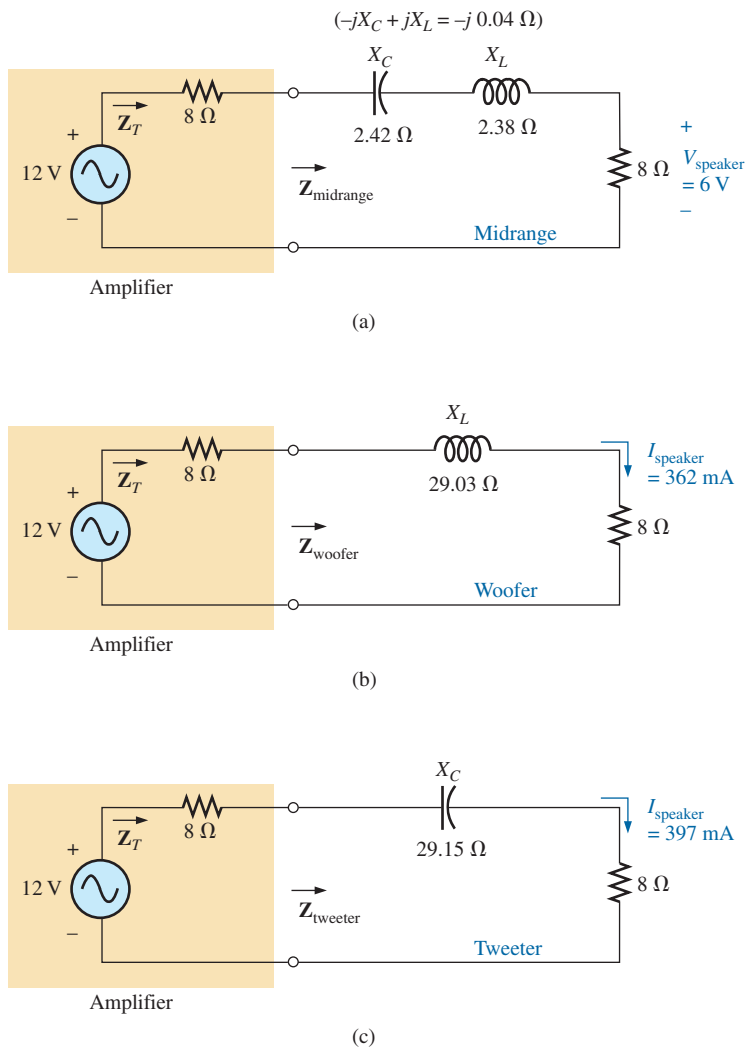 (–jX_C + jX_L = –j 0.04 Ω)
X_C
X_L
Z_T
8 Ω
2.42 Ω
2.38 Ω
+
12 V
–
Z_midrange
8 Ω
+
V_speaker
= 6 V
–
Midrange
Amplifier
(a)
X_L
Z_T
8 Ω
29.03 Ω
I_speaker
= 362 mA
+
12 V
–
Z_woofer
8 Ω
Woofer
Amplifier
(b)
X_C
Z_T
8 Ω
29.15 Ω
I_speaker
= 397 mA
+
12 V
–
Z_tweeter
8 Ω
Tweeter
Amplifier
(c)